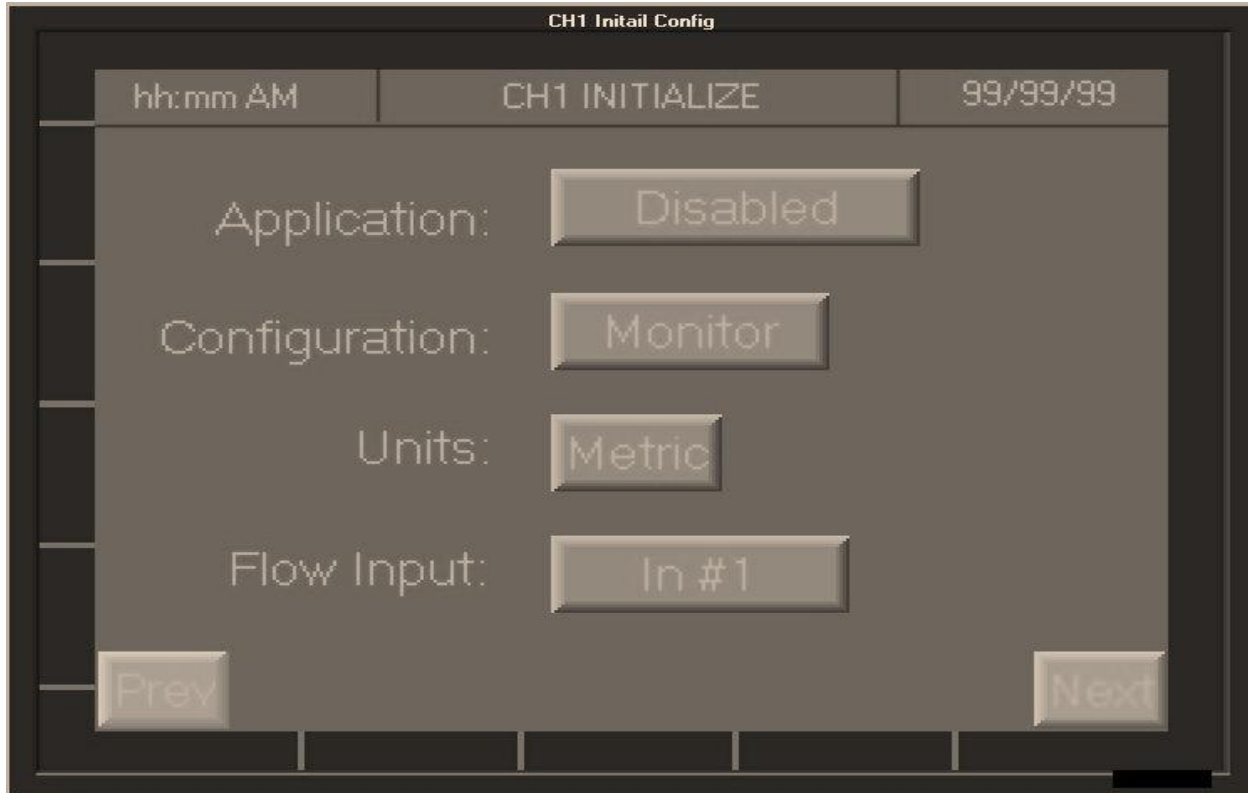 CH1 Initail Config
hh:mm AM CH1 INITIALIZE 99/99/99
Application: Disabled
Configuration: Monitor
Units: Metric
Flow Input: In #1
Prev Next